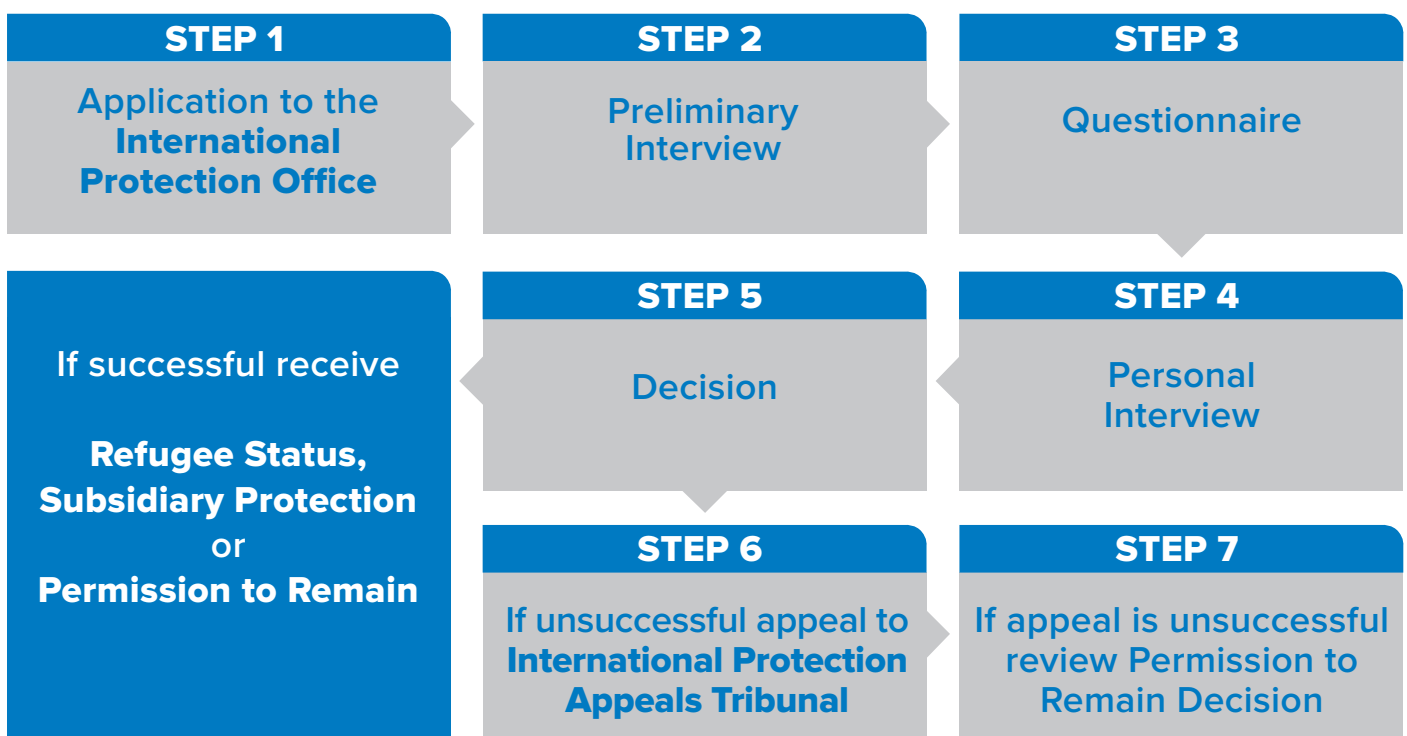 STEP 1
Application to the
International
Protection Office
STEP 2
Preliminary
Interview
STEP 3
Questionnaire
STEP 4
Personal
Interview
STEP 5
Decision
If successful receive
Refugee Status,
Subsidiary Protection
or
Permission to Remain
STEP 6
If unsuccessful appeal to
International Protection
Appeals Tribunal
STEP 7
If appeal is unsuccessful
review Permission to
Remain Decision